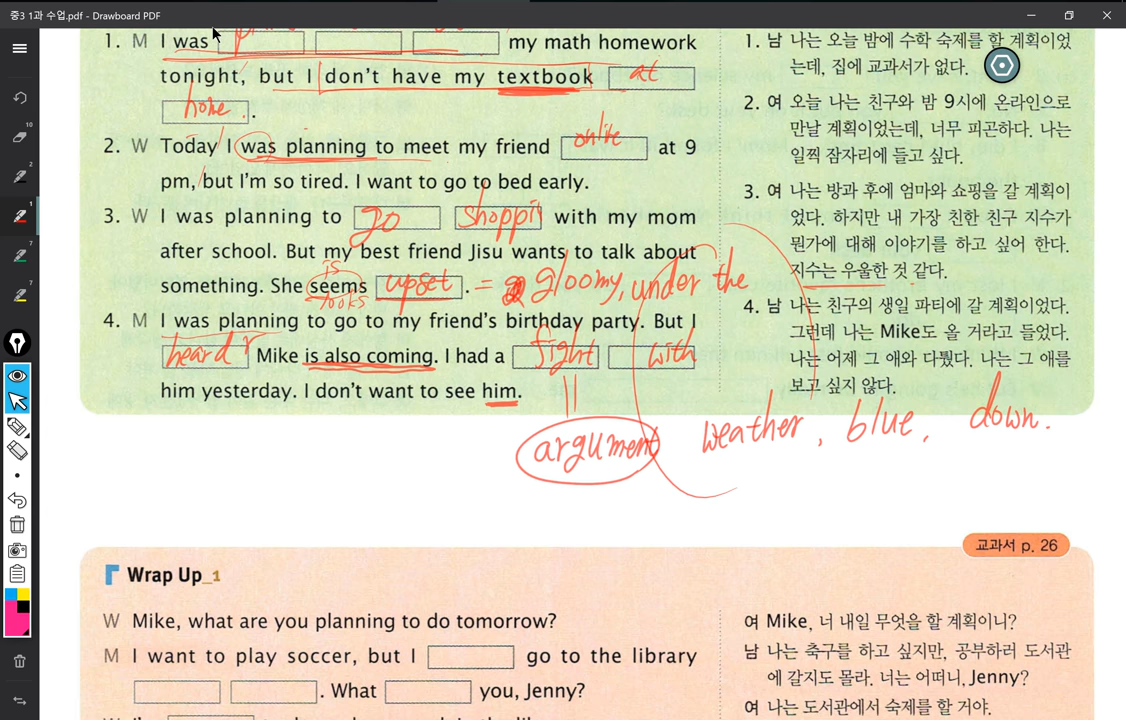 중3 1과 수업.pdf - Drawboard PDF
1. M I was my math homework
tonight, but I don't have my textbook at
home.
2. W Today I was planning to meet my friend online at 9
pm, but I'm so tired. I want to go to bed early.
3. W I was planning to go shoppin with my mom
after school. But my best friend Jisu wants to talk about
is
something. She seems upset. = gloomy, under the
looks
4. M I was planning to go to my friend's birthday party. But I
heard Mike is also coming. I had a fight with
him yesterday. I don't want to see him.
argument weather, blue, down.
1. 남 나는 오늘 밤에 수학 숙제를 할 계획이었
는데, 집에 교과서가 없다.
2. 여 오늘 나는 친구와 밤 9시에 온라인으로
만날 계획이었는데, 너무 피곤하다. 나는
일찍 잠자리에 들고 싶다.
3. 여 나는 방과 후에 엄마와 쇼핑을 갈 계획이
었다. 하지만 내 가장 친한 친구 지수가
뭔가에 대해 이야기를 하고 싶어 한다.
지수는 우울한 것 같다.
4. 남 나는 친구의 생일 파티에 갈 계획이었다.
그런데 나는 Mike도 올 거라고 들었다.
나는 어제 그 애와 다퉜다. 나는 그 애를
보고 싶지 않다.
교과서 p. 26
Wrap Up_1
W Mike, what are you planning to do tomorrow?
M I want to play soccer, but I go to the library
. What you, Jenny?
여 Mike, 너 내일 무엇을 할 계획이니?
남 나는 축구를 하고 싶지만, 공부하러 도서관
에 갈지도 몰라. 너는 어떠니, Jenny?
여 나는 도서관에서 숙제를 할 거야.